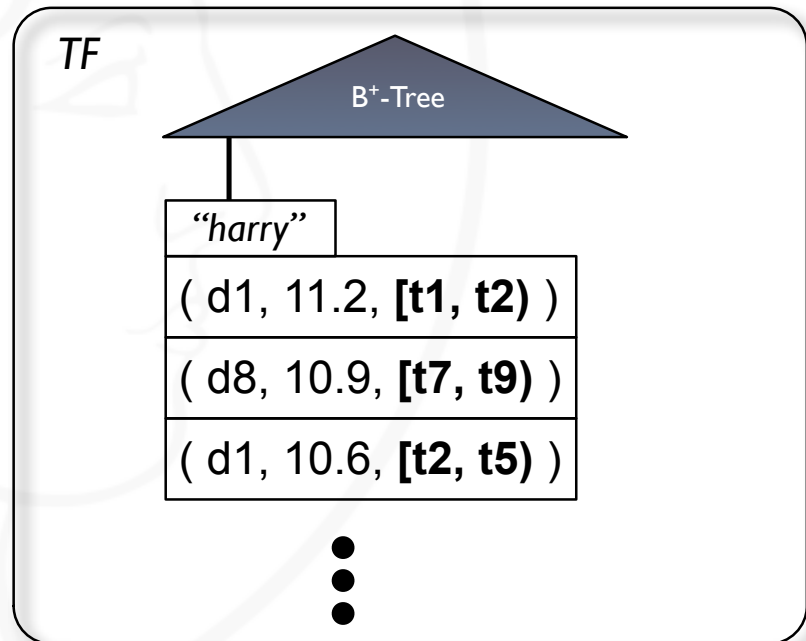 TF
B⁺-Tree
“harry”
( d1, 11.2, [t1, t2) )
( d8, 10.9, [t7, t9) )
( d1, 10.6, [t2, t5) )